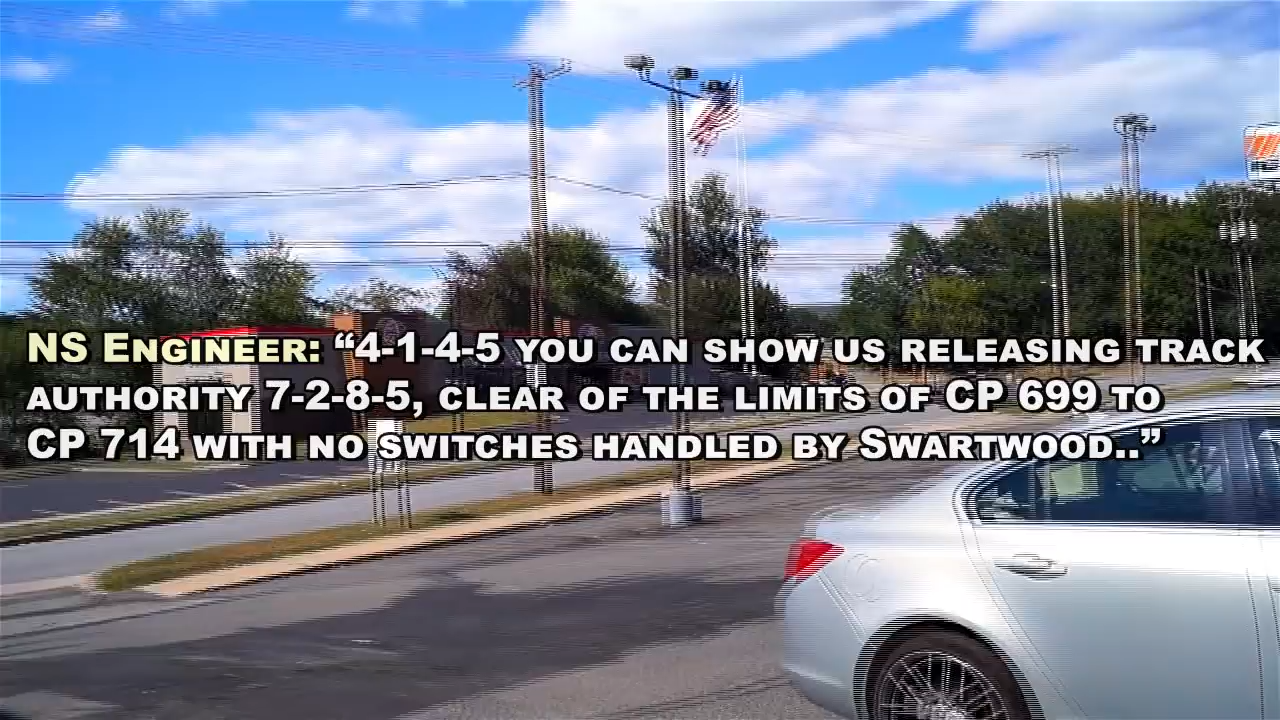 NS Engineer: “4-1-4-5 you can show us releasing track
authority 7-2-8-5, clear of the limits of CP 699 to
CP 714 with no switches handled by Swartwood..”